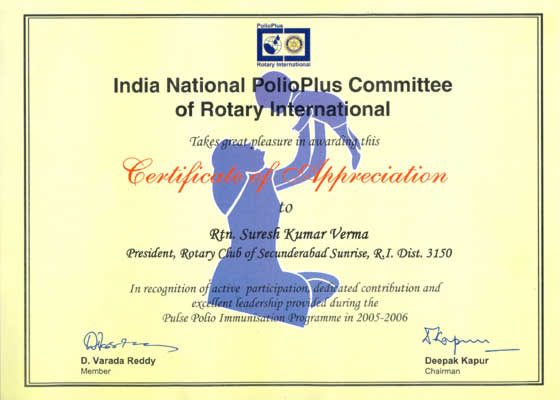 PolioPlus
Rotary International
India National PolioPlus Committee
of Rotary International
Takes great pleasure in awarding this
Certificate of Appreciation
to
Rtn. Suresh Kumar Verma
President, Rotary Club of Secunderabad Sunrise, R.I. Dist. 3150
In recognition of active participation, dedicated contribution and
excellent leadership provided during the
Pulse Polio Immunisation Programme in 2005-2006
D. Varada Reddy
Member
Deepak Kapur
Chairman